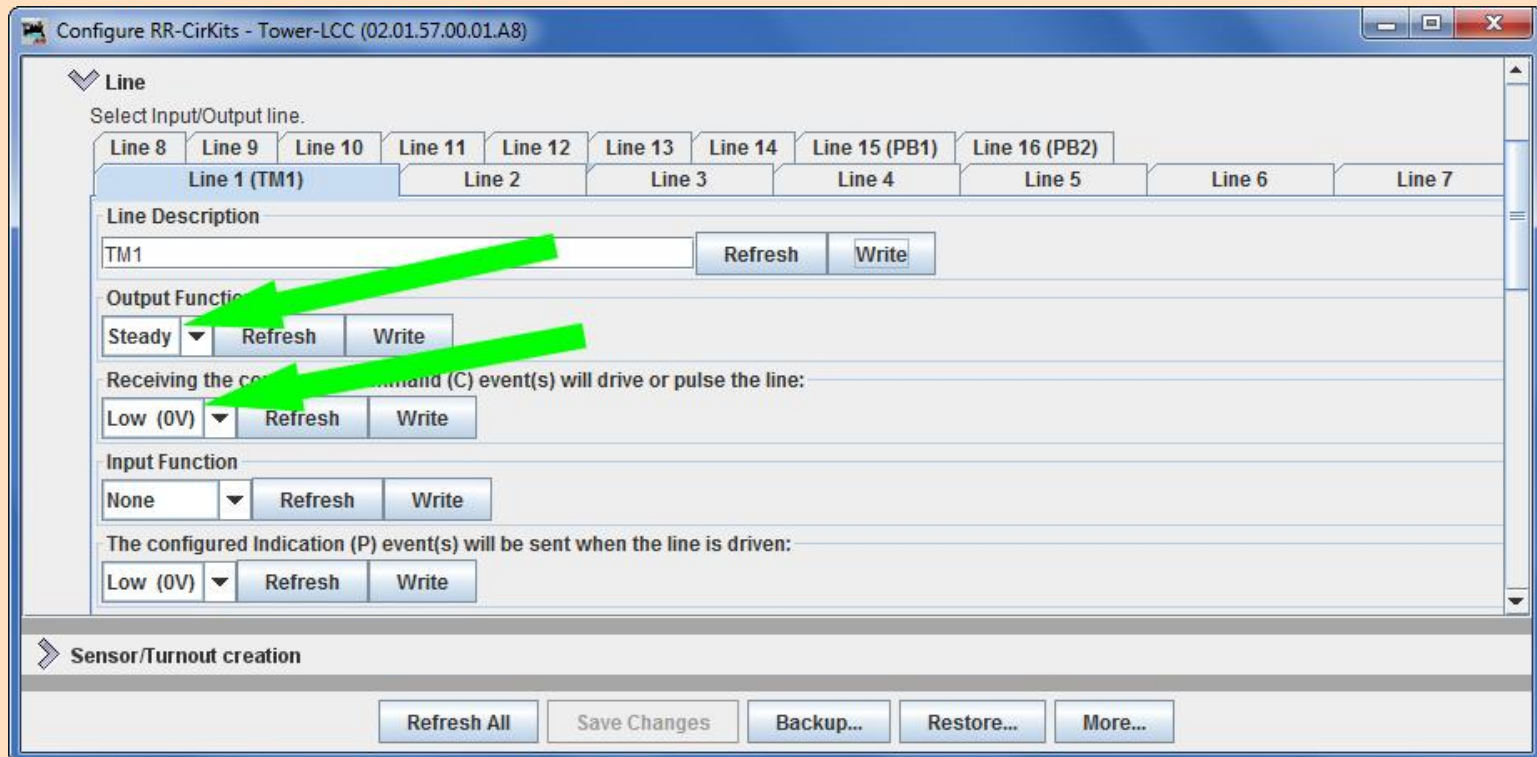 Configure RR-CirKits - Tower-LCC (02.01.57.00.01.A8)
Line
Select Input/Output line.
Line 8 Line 9 Line 10 Line 11 Line 12 Line 13 Line 14 Line 15 (PB1) Line 16 (PB2)
Line 1 (TM1) Line 2 Line 3 Line 4 Line 5 Line 6 Line 7
Line Description
TM1 Refresh Write
Output
Steady Refresh Write
Receiving the (C) event(s) will drive or pulse the line:
Low (0V) Refresh Write
Input Function
None Refresh Write
The configured Indication (P) event(s) will be sent when the line is driven:
Low (0V) Refresh Write
Sensor/Turnout creation
Refresh All Save Changes Backup... Restore... More...